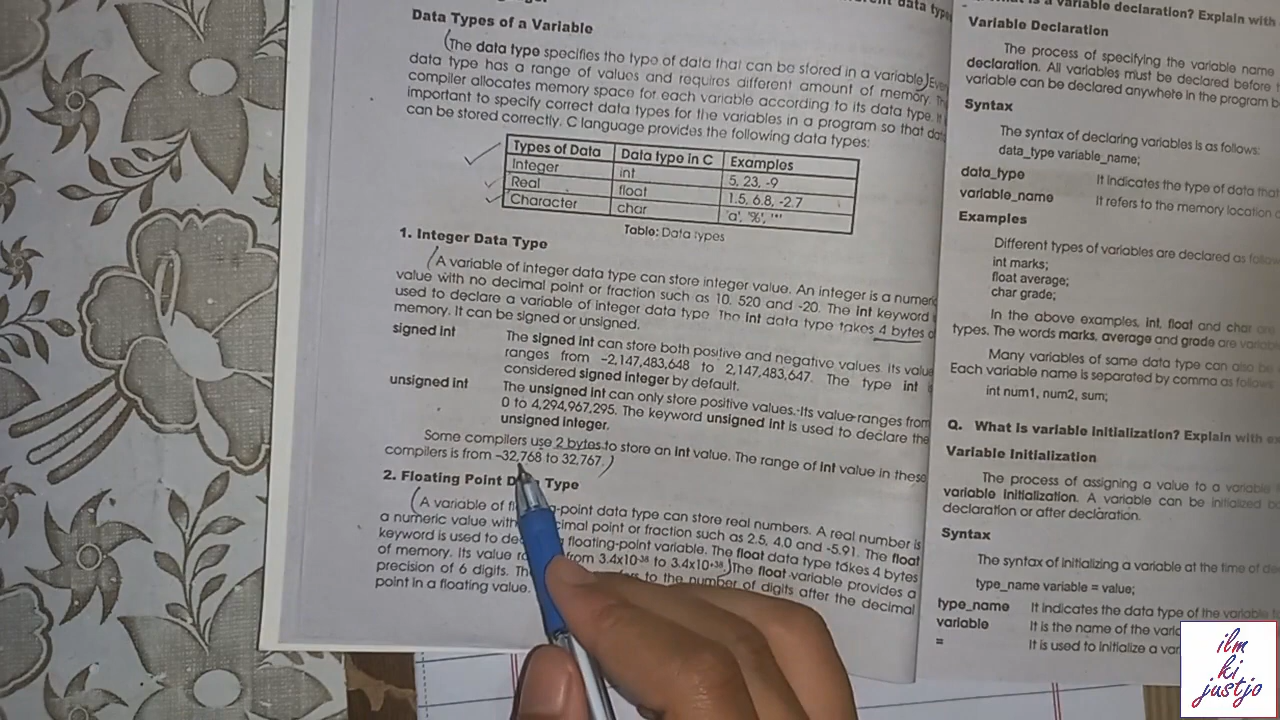 data type
Data Types of a Variable
(The data type specifies the type of data that can be stored in a variable.) Every
data type has a range of values and requires different amount of memory. The
compiler allocates memory space for each variable according to its data type. It
important to specify correct data types for the variables in a program so that data
can be stored correctly. C language provides the following data types:
Types of Data Data type in C Examples
Integer int 5, 23, -9
Real float 1.5, 6.8, -2.7
Character char 'a', '%', '*'
Table: Data types
1. Integer Data Type
(A variable of integer data type can store integer value. An integer is a numeric
value with no decimal point or fraction such as 10, 520 and -20. The int keyword
used to declare a variable of integer data type. The int data type takes 4 bytes of
memory. It can be signed or unsigned.
signed int The signed int can store both positive and negative values. Its value
ranges from -2,147,483,648 to 2,147,483,647. The type int is
considered signed integer by default.
unsigned int The unsigned int can only store positive values. Its value ranges from
0 to 4,294,967,295. The keyword unsigned int is used to declare the
unsigned integer.
Some compilers use 2 bytes to store an int value. The range of int value in these
compilers is from -32,768 to 32,767.)
2. Floating Point Type
(A variable of -point data type can store real numbers. A real number is
a numeric value with decimal point or fraction such as 2.5, 4.0 and -5.91. The float
keyword is used to floating-point variable. The float data type takes 4 bytes
of memory. Its value from 3.4x10-38 to 3.4x10+38.) The float variable provides a
precision of 6 digits. to the number of digits after the decimal
point in a floating value.
is a variable declaration? Explain with
Variable Declaration
The process of specifying the variable name
declaration. All variables must be declared before
variable can be declared anywhere in the program
Syntax
The syntax of declaring variables is as follows:
data_type variable_name;
data_type It indicates the type of data that
variable_name It refers to the memory location
Examples
Different types of variables are declared as follow
int marks;
float average;
char grade;
In the above examples, int, float and char are
types. The words marks, average and grade are variable
Many variables of same data type can also be
Each variable name is separated by comma as follows
int num1, num2, sum;
Q. What is variable initialization? Explain with
Variable Initialization
The process of assigning a value to a variable
variable initialization. A variable can be initialized
declaration or after declaration.
Syntax
The syntax of initializing a variable at the time of
type_name variable = value;
type_name It indicates the data type of the variable
variable It is the name of the
= It is used to initialize a
ilm
ki
justjo